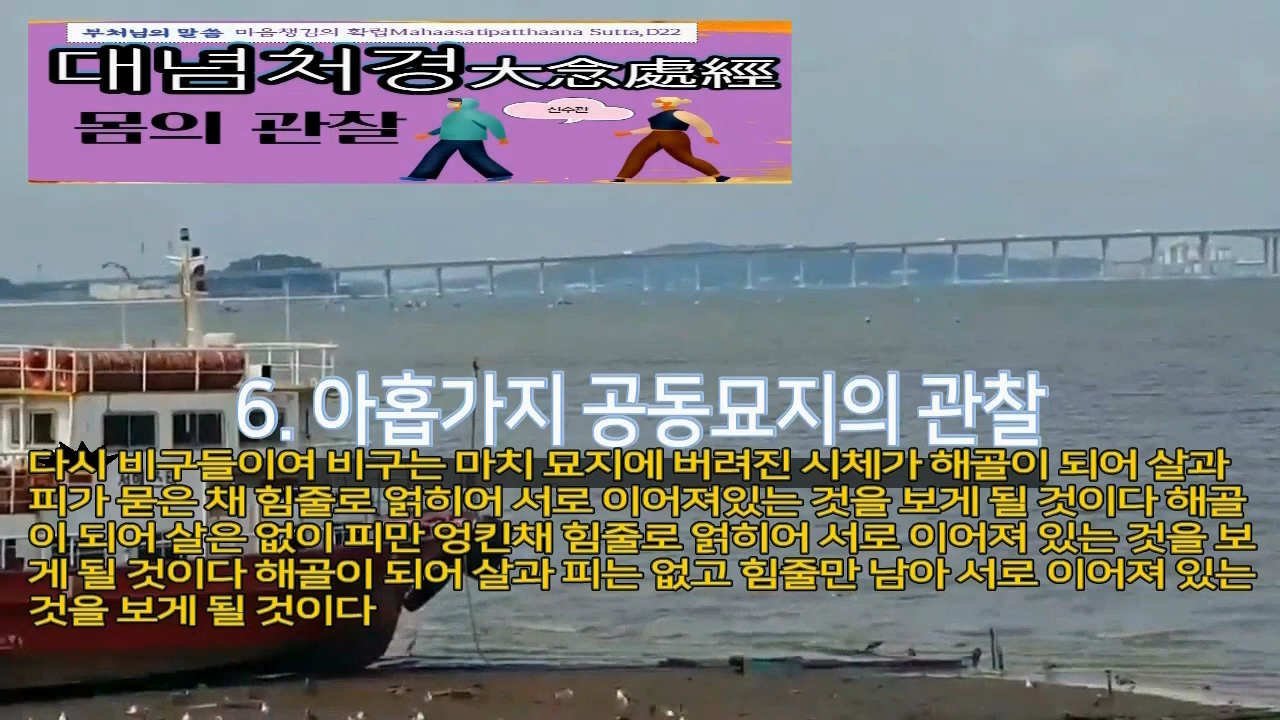 부처님의 말씀 마음챙김의 확립Mahaasatipatthaana Sutta,D22
대념처경大念處經
몸의 관찰
신수관
6. 아홉가지 공동묘지의 관찰
다시 비구들이여 비구는 마치 묘지에 버려진 시체가 해골이 되어 살과
피가 묻은 채 힘줄로 얽히어 서로 이어져있는 것을 보게 될 것이다 해골
이 되어 살은 없이 피만 엉킨채 힘줄로 얽히어 서로 이어져 있는 것을 보
게 될 것이다 해골이 되어 살과 피는 없고 힘줄만 남아 서로 이어져 있는
것을 보게 될 것이다